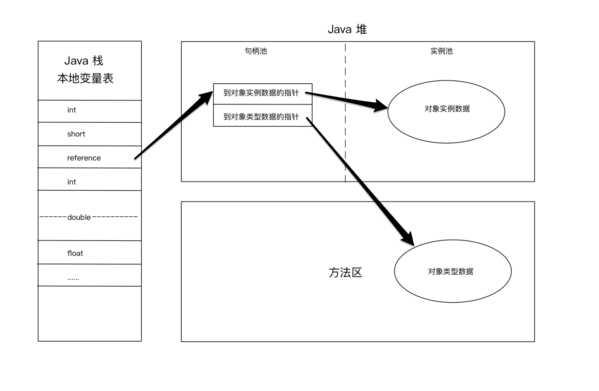 Java 堆
Java 栈
本地变量表
int
short
reference
int
double
float
......
句柄池
实例池
到对象实例数据的指针
到对象类型数据的指针
对象实例数据
方法区
对象类型数据